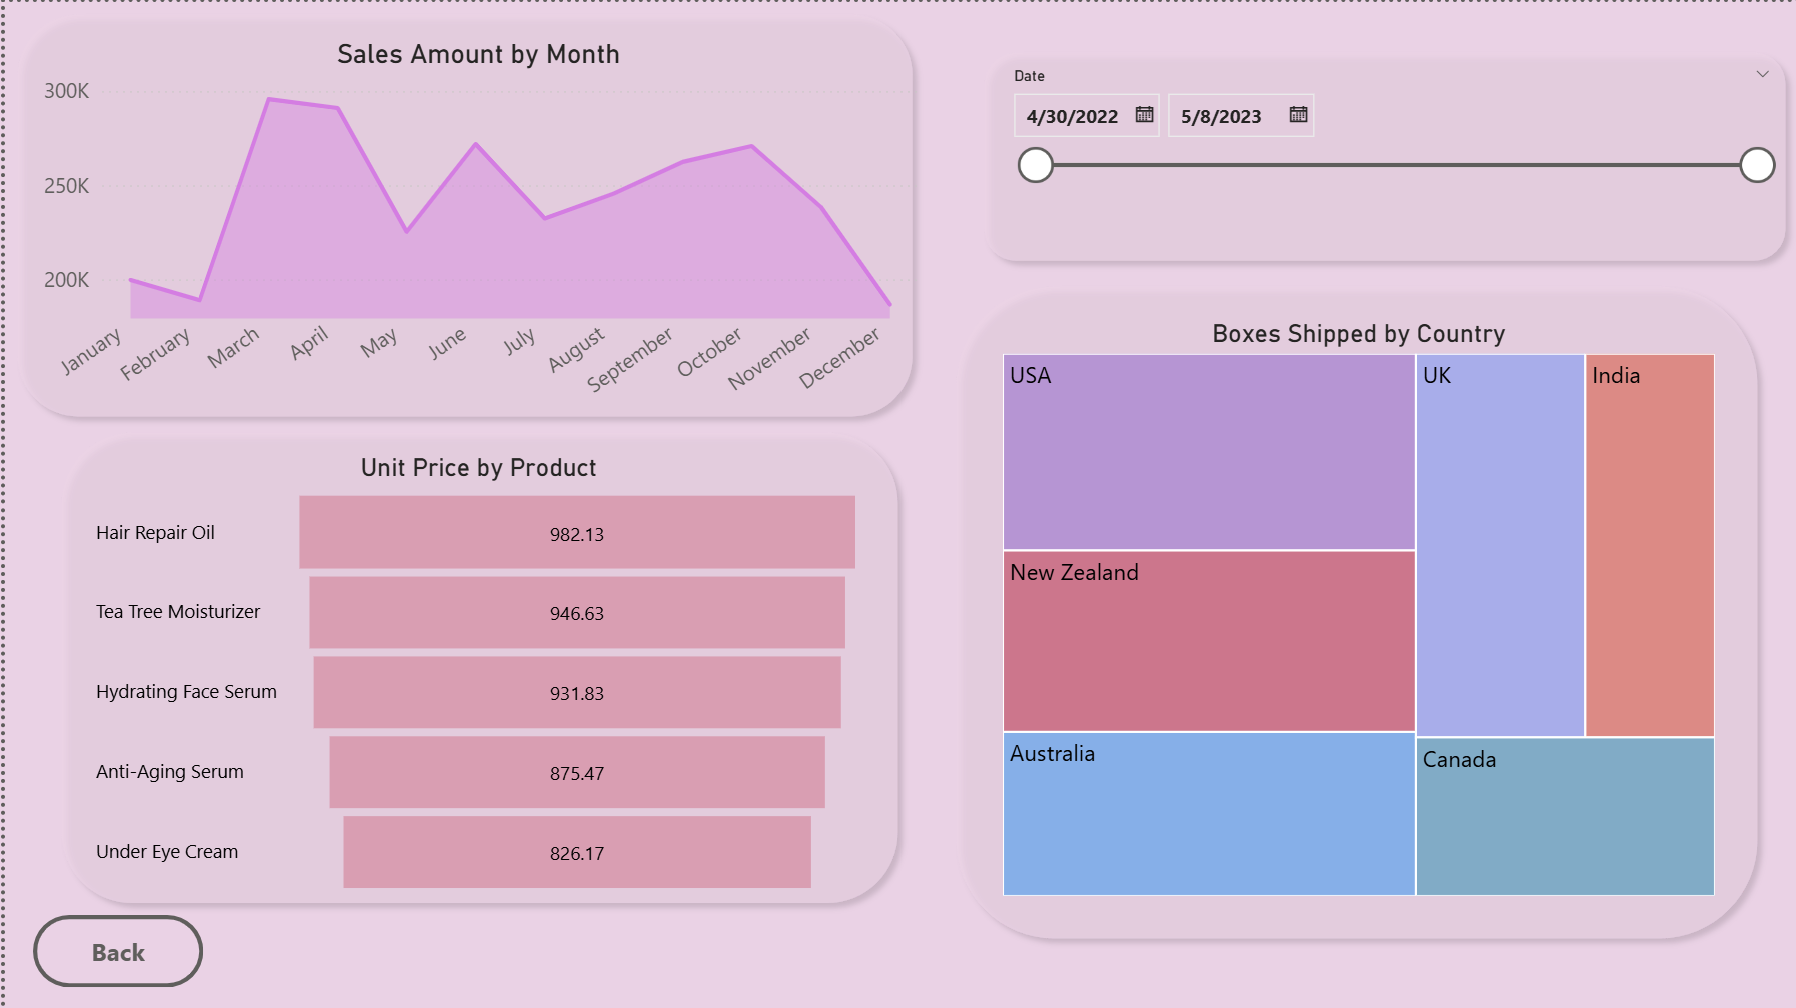 Sales Amount by Month
300K
250K
200K
January
February
March
April
May
June
July
August
September
October
November
December
Date
4/30/2022
5/8/2023
Unit Price by Product
Hair Repair Oil 982.13
Tea Tree Moisturizer 946.63
Hydrating Face Serum 931.83
Anti-Aging Serum 875.47
Under Eye Cream 826.17
Boxes Shipped by Country
USA
UK
India
New Zealand
Australia
Canada
Back